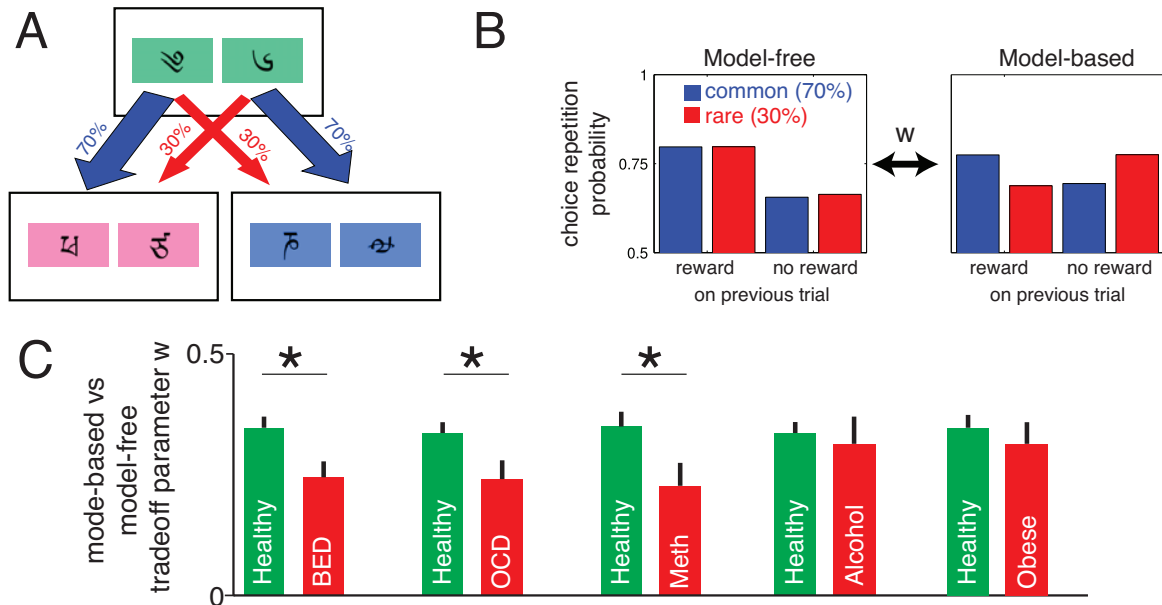 A
70%
30%
30%
70%
B
Model-free
Model-based
common (70%)
rare (30%)
w
choice repetition
probability
1
0.75
0.5
reward
no reward
reward
no reward
on previous trial
on previous trial
C
mode-based vs
model-free
tradeoff parameter w
0.5
0
*
*
*
Healthy
BED
Healthy
OCD
Healthy
Meth
Healthy
Alcohol
Healthy
Obese